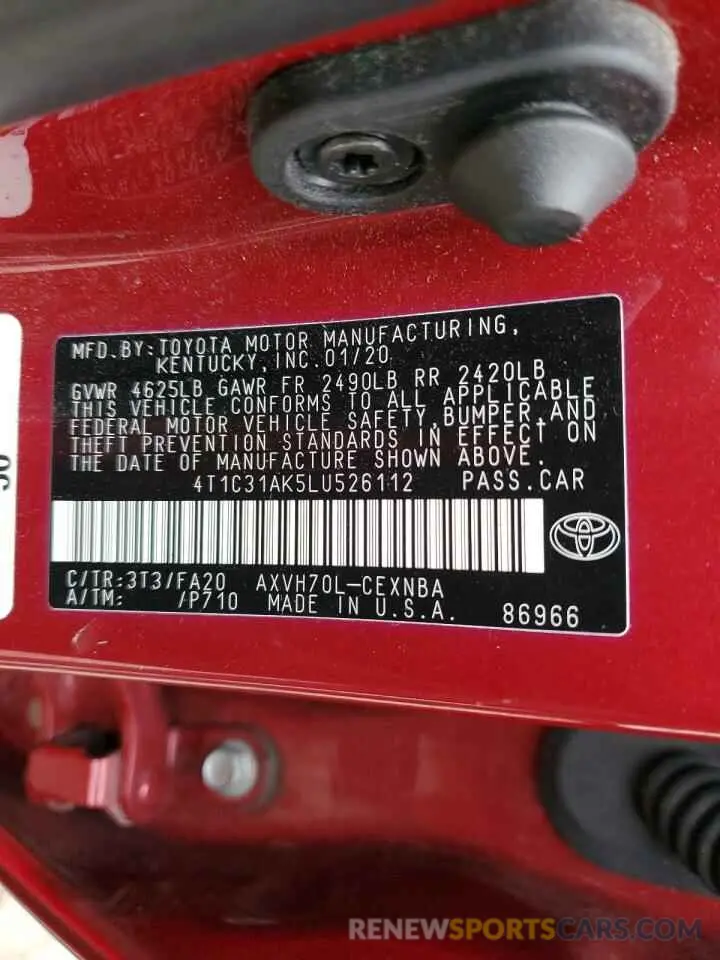 MFD. BY: TOYOTA MOTOR MANUFACTURING,
KENTUCKY, INC. 01/20
GVWR 4625LB GAWR FR 2490LB RR 2420LB
THIS VEHICLE CONFORMS TO ALL APPLICABLE
FEDERAL MOTOR VEHICLE SAFETY, BUMPER, AND
THEFT PREVENTION STANDARDS IN EFFECT ON
THE DATE OF MANUFACTURE SHOWN ABOVE.
4T1C31AK5LU526112 PASS. CAR
C/TR: 3T3/FA20 AXVH70L-CEXNBA
A/TM: /P710 MADE IN U.S.A. 86966
RENEWSPORTSCARS.COM